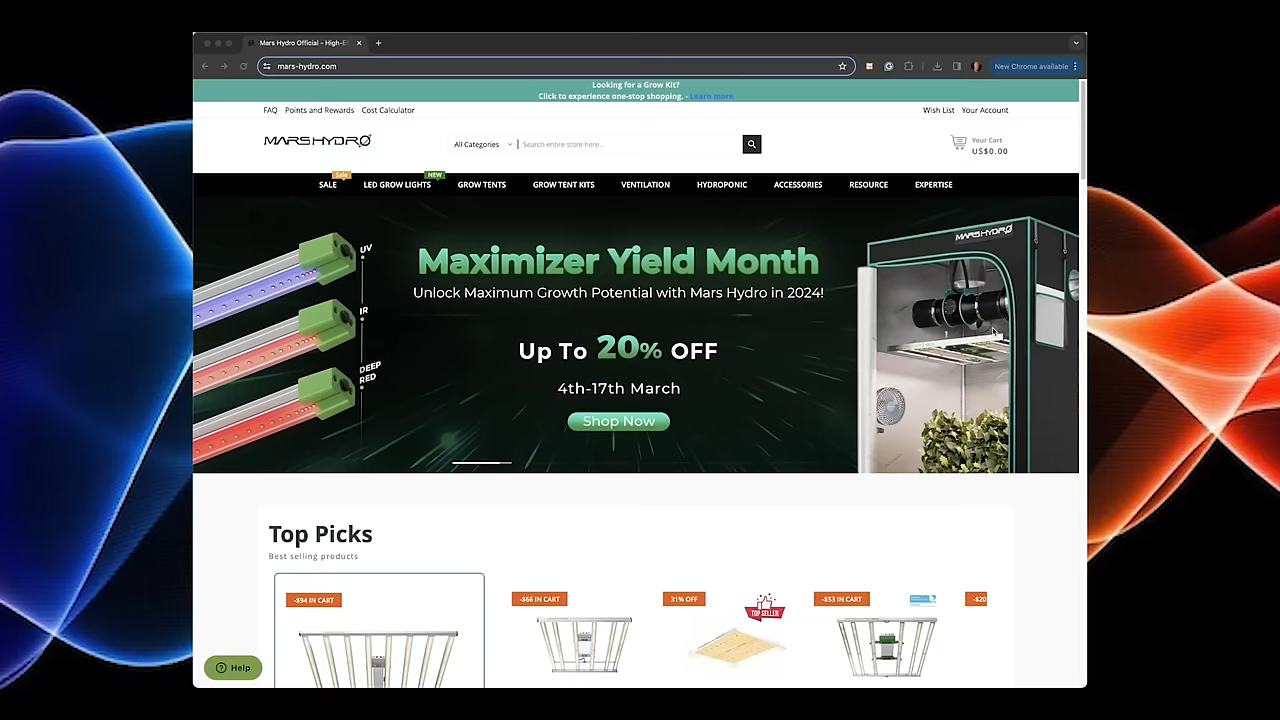 Mars Hydro Official - High-Ef
mars-hydro.com
New Chrome available
Looking for a Grow Kit?
Click to experience one-stop shopping. - Learn more
FAQ Points and Rewards Cost Calculator
Wish List Your Account
MARS HYDRO
All Categories
Search entire store here...
Your Cart
US$0.00
Sale
NEW
SALE LED GROW LIGHTS GROW TENTS GROW TENT KITS VENTILATION HYDROPONIC ACCESSORIES RESOURCE EXPERTISE
UV
IR
DEEP
RED
Maximizer Yield Month
Unlock Maximum Growth Potential with Mars Hydro in 2024!
Up To 20% OFF
4th-17th March
Shop Now
MARS HYDRO
Top Picks
Best selling products
-$94 IN CART
-$66 IN CART
31% OFF
TOP SELLER
-$53 IN CART
-$20
Help